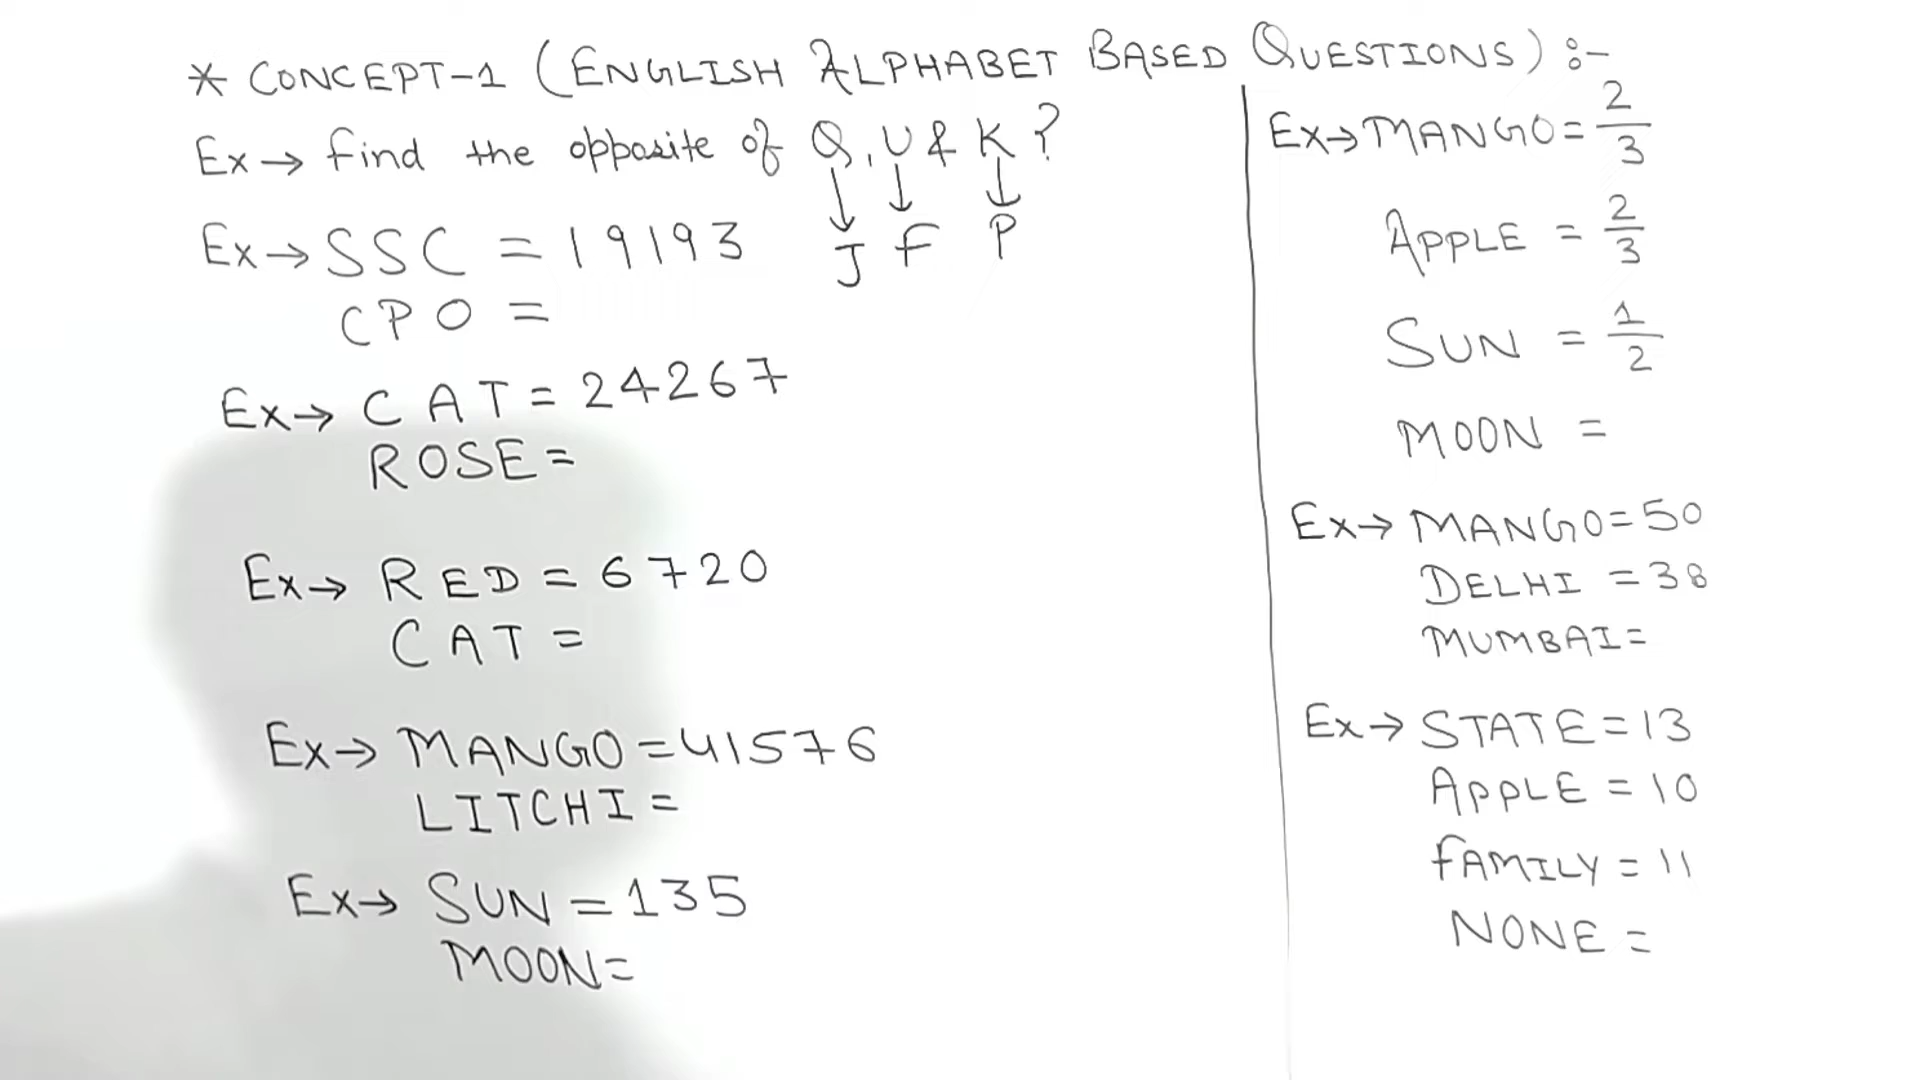 * CONCEPT-1 (ENGLISH ALPHABET BASED QUESTIONS) :-
Ex→ find the opposite of Q, U & K ?
↓ ↓ ↓
J F P
Ex→ SSC = 19193
CPO =
Ex→ CAT = 24267
ROSE =
Ex→ RED = 6720
CAT =
Ex→ MANGO = 41576
LITCHI =
Ex→ SUN = 135
MOON =
Ex→ MANGO = 2/3
APPLE = 2/3
SUN = 1/2
MOON =
Ex→ MANGO = 50
DELHI = 38
MUMBAI =
Ex→ STATE = 13
APPLE = 10
FAMILY = 11
NONE =